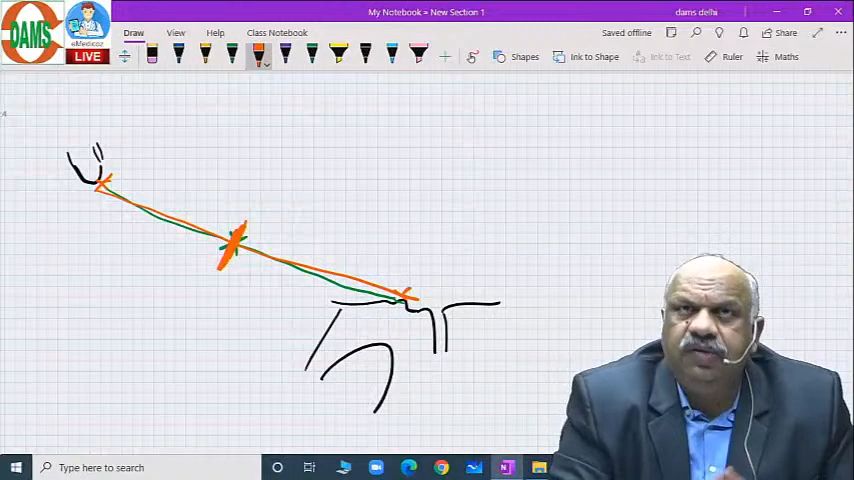 My Notebook » New Section 1
dams delhi
DAMS
eMedicoz
LIVE
Draw
View
Help
Class Notebook
Saved offline
Share
Shapes
Ink to Shape
Ink to Text
Ruler
Maths
Type here to search